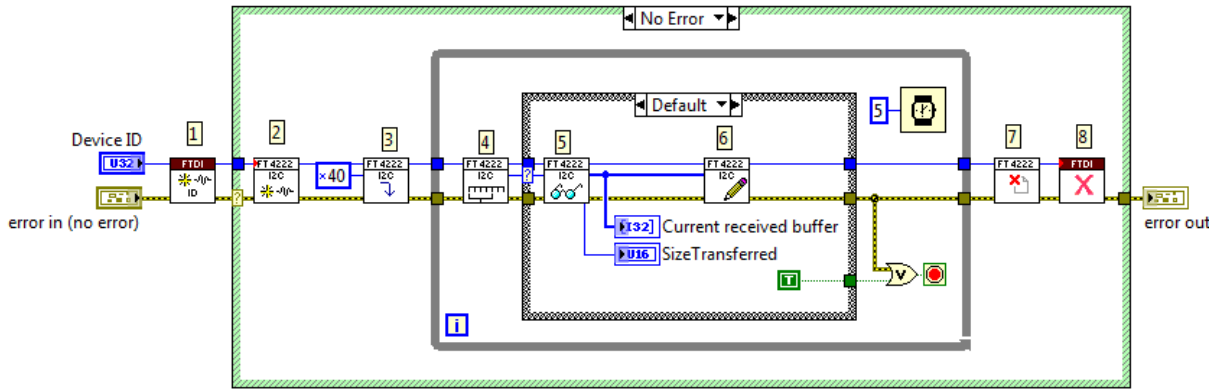 No Error
Default
5
1
2
3
4
5
6
7
8
Device ID
U32
FTDI
ID
FT4222
I2C
×40
FT4222
I2C
FT4222
I2C
?
FT4222
I2C
FT4222
I2C
FT4222
FTDI
?
error in (no error)
error out
I32] Current received buffer
U16 SizeTransferred
T
V
i